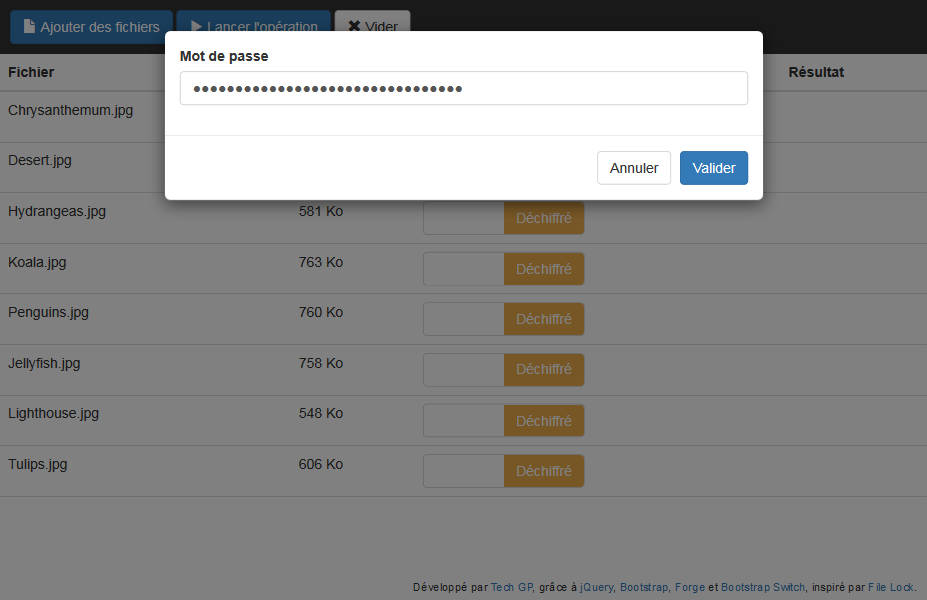 Ajouter des fichiers Lancer l'opération Vider
Mot de passe
••••••••••••••••••••••••••••••••
Annuler Valider
Fichier Résultat
Chrysanthemum.jpg
Desert.jpg
Hydrangeas.jpg 581 Ko Déchiffré
Koala.jpg 763 Ko Déchiffré
Penguins.jpg 760 Ko Déchiffré
Jellyfish.jpg 758 Ko Déchiffré
Lighthouse.jpg 548 Ko Déchiffré
Tulips.jpg 606 Ko Déchiffré
Développé par Tech GP, grâce à jQuery, Bootstrap, Forge et Bootstrap Switch, inspiré par File Lock.